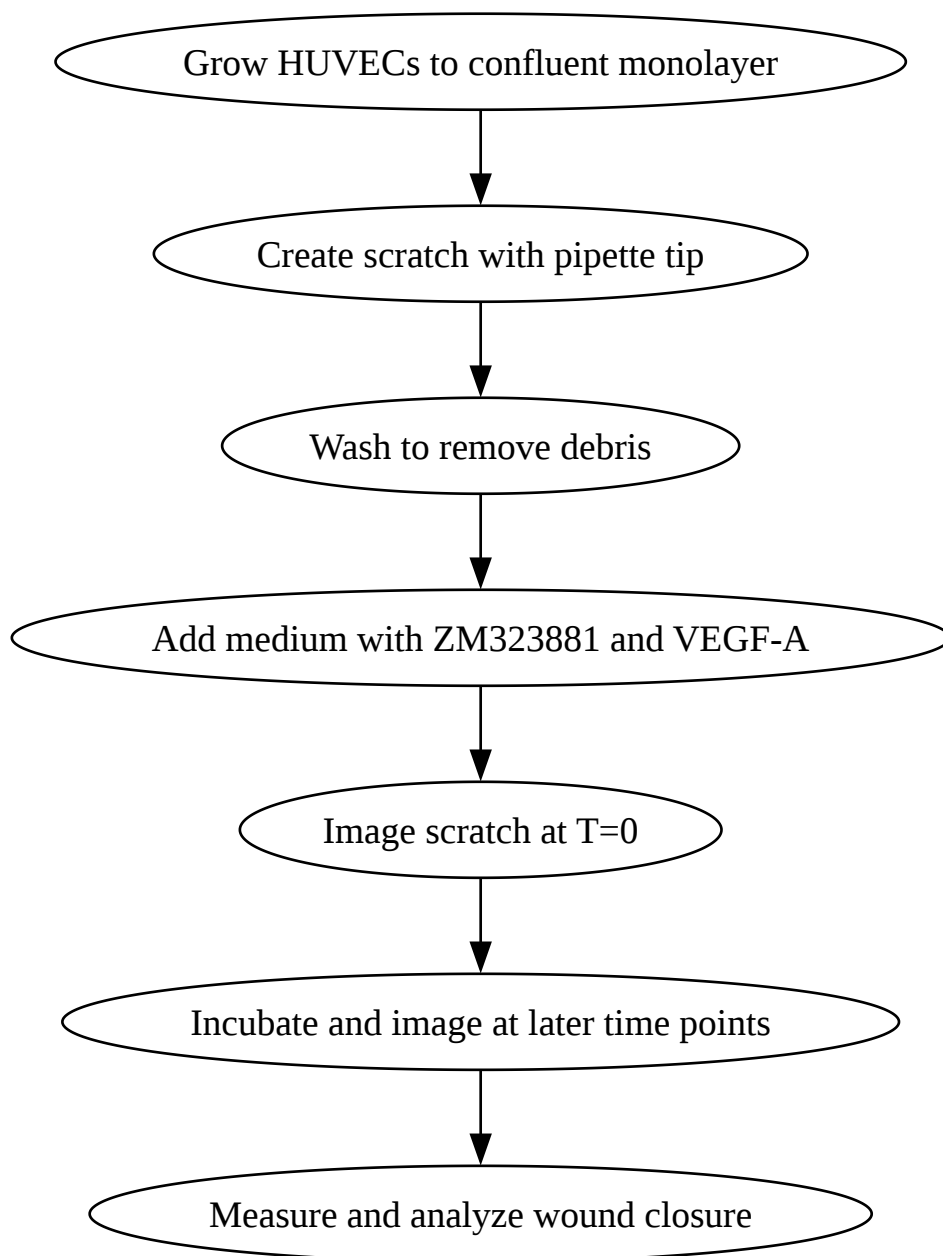 Grow HUVECs to confluent monolayer
Create scratch with pipette tip
Wash to remove debris
Add medium with ZM323881 and VEGF-A
Image scratch at T=0
Incubate and image at later time points
Measure and analyze wound closure